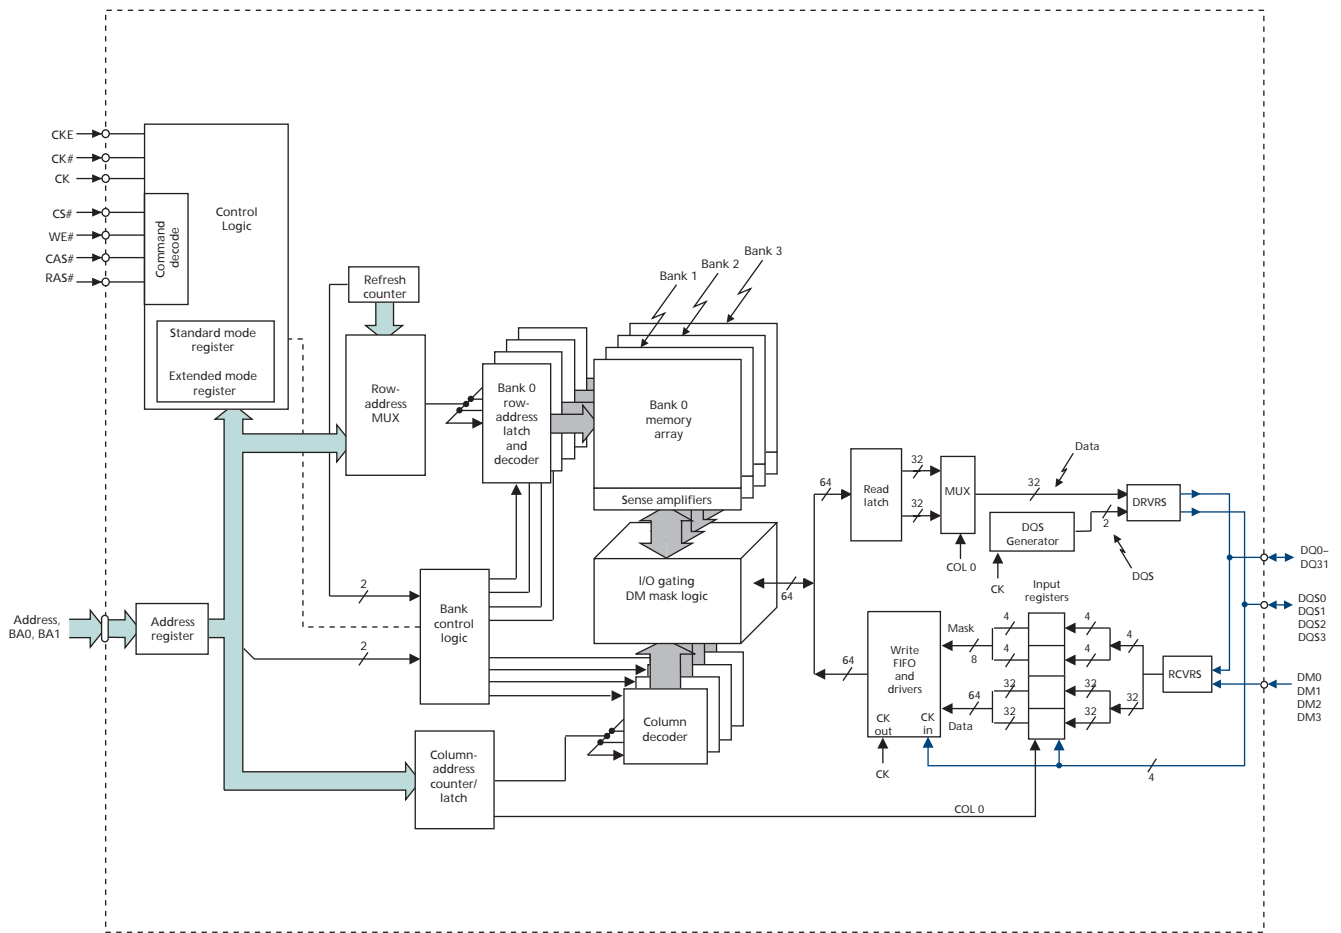 CKE
CK#
CK
CS#
WE#
CAS#
RAS#
Command
decode
Control
Logic
Standard mode
register
Extended mode
register
Refresh
counter
Row-
address
MUX
Bank 0
row-
address
latch
and
decoder
Bank 1
Bank 2
Bank 3
Bank 0
memory
array
Sense amplifiers
I/O gating
DM mask logic
Address,
BA0, BA1
Address
register
2
2
Bank
control
logic
Column-
address
counter/
latch
Column
decoder
COL 0
64
64
64
Read
latch
32
32
MUX
COL 0
32
Data
DQS
Generator
CK
2
DQS
DRVRS
DQ0–
DQ31
DQS0
DQS1
DQS2
DQS3
DM0
DM1
DM2
DM3
Input
registers
Write
FIFO
and
drivers
CK
out
CK
in
CK
Mask
8
64
Data
4
4
32
32
4
4
32
32
4
32
RCVRS
4